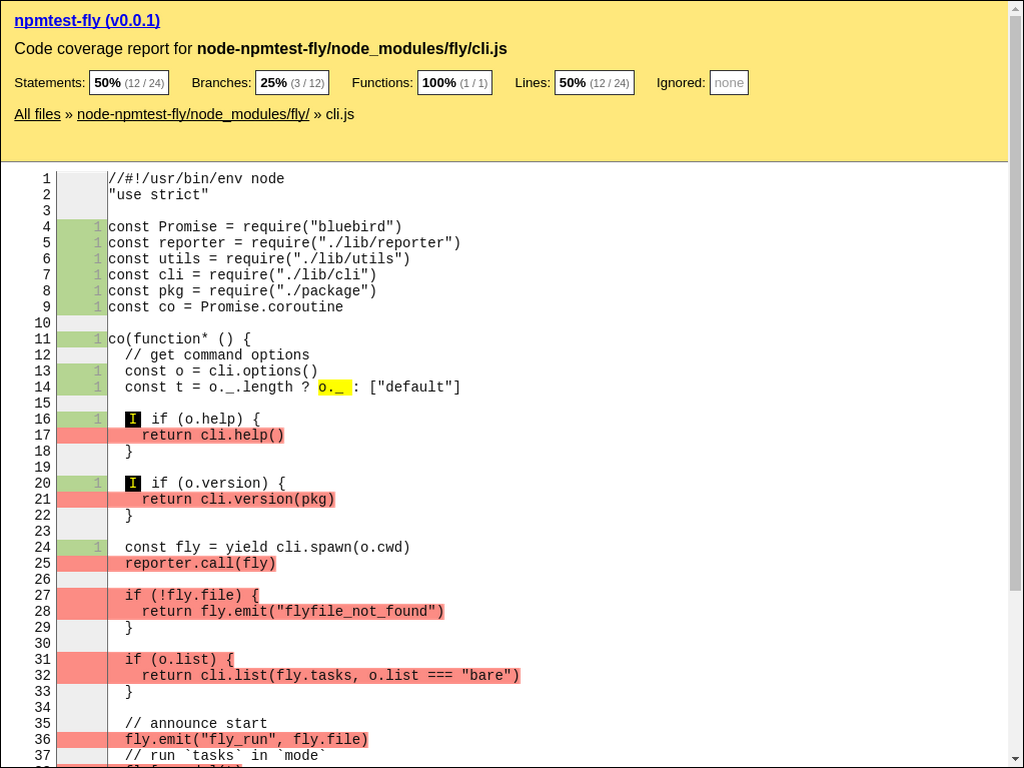 npmtest-fly (v0.0.1)
Code coverage report for node-npmtest-fly/node_modules/fly/cli.js
Statements: 50% (12 / 24) Branches: 25% (3 / 12) Functions: 100% (1 / 1) Lines: 50% (12 / 24) Ignored: none
All files » node-npmtest-fly/node_modules/fly/ » cli.js
1 //#!/usr/bin/env node
2 "use strict"
3
4 1 const Promise = require("bluebird")
5 1 const reporter = require("./lib/reporter")
6 1 const utils = require("./lib/utils")
7 1 const cli = require("./lib/cli")
8 1 const pkg = require("./package")
9 1 const co = Promise.coroutine
10
11 1 co(function* () {
12 // get command options
13 1 const o = cli.options()
14 1 const t = o._.length ? o._ : ["default"]
15
16 1 I if (o.help) {
17 return cli.help()
18 }
19
20 1 I if (o.version) {
21 return cli.version(pkg)
22 }
23
24 1 const fly = yield cli.spawn(o.cwd)
25 reporter.call(fly)
26
27 if (!fly.file) {
28 return fly.emit("flyfile_not_found")
29 }
30
31 if (o.list) {
32 return cli.list(fly.tasks, o.list === "bare")
33 }
34
35 // announce start
36 fly.emit("fly_run", fly.file)
37 // run `tasks` in `mode`